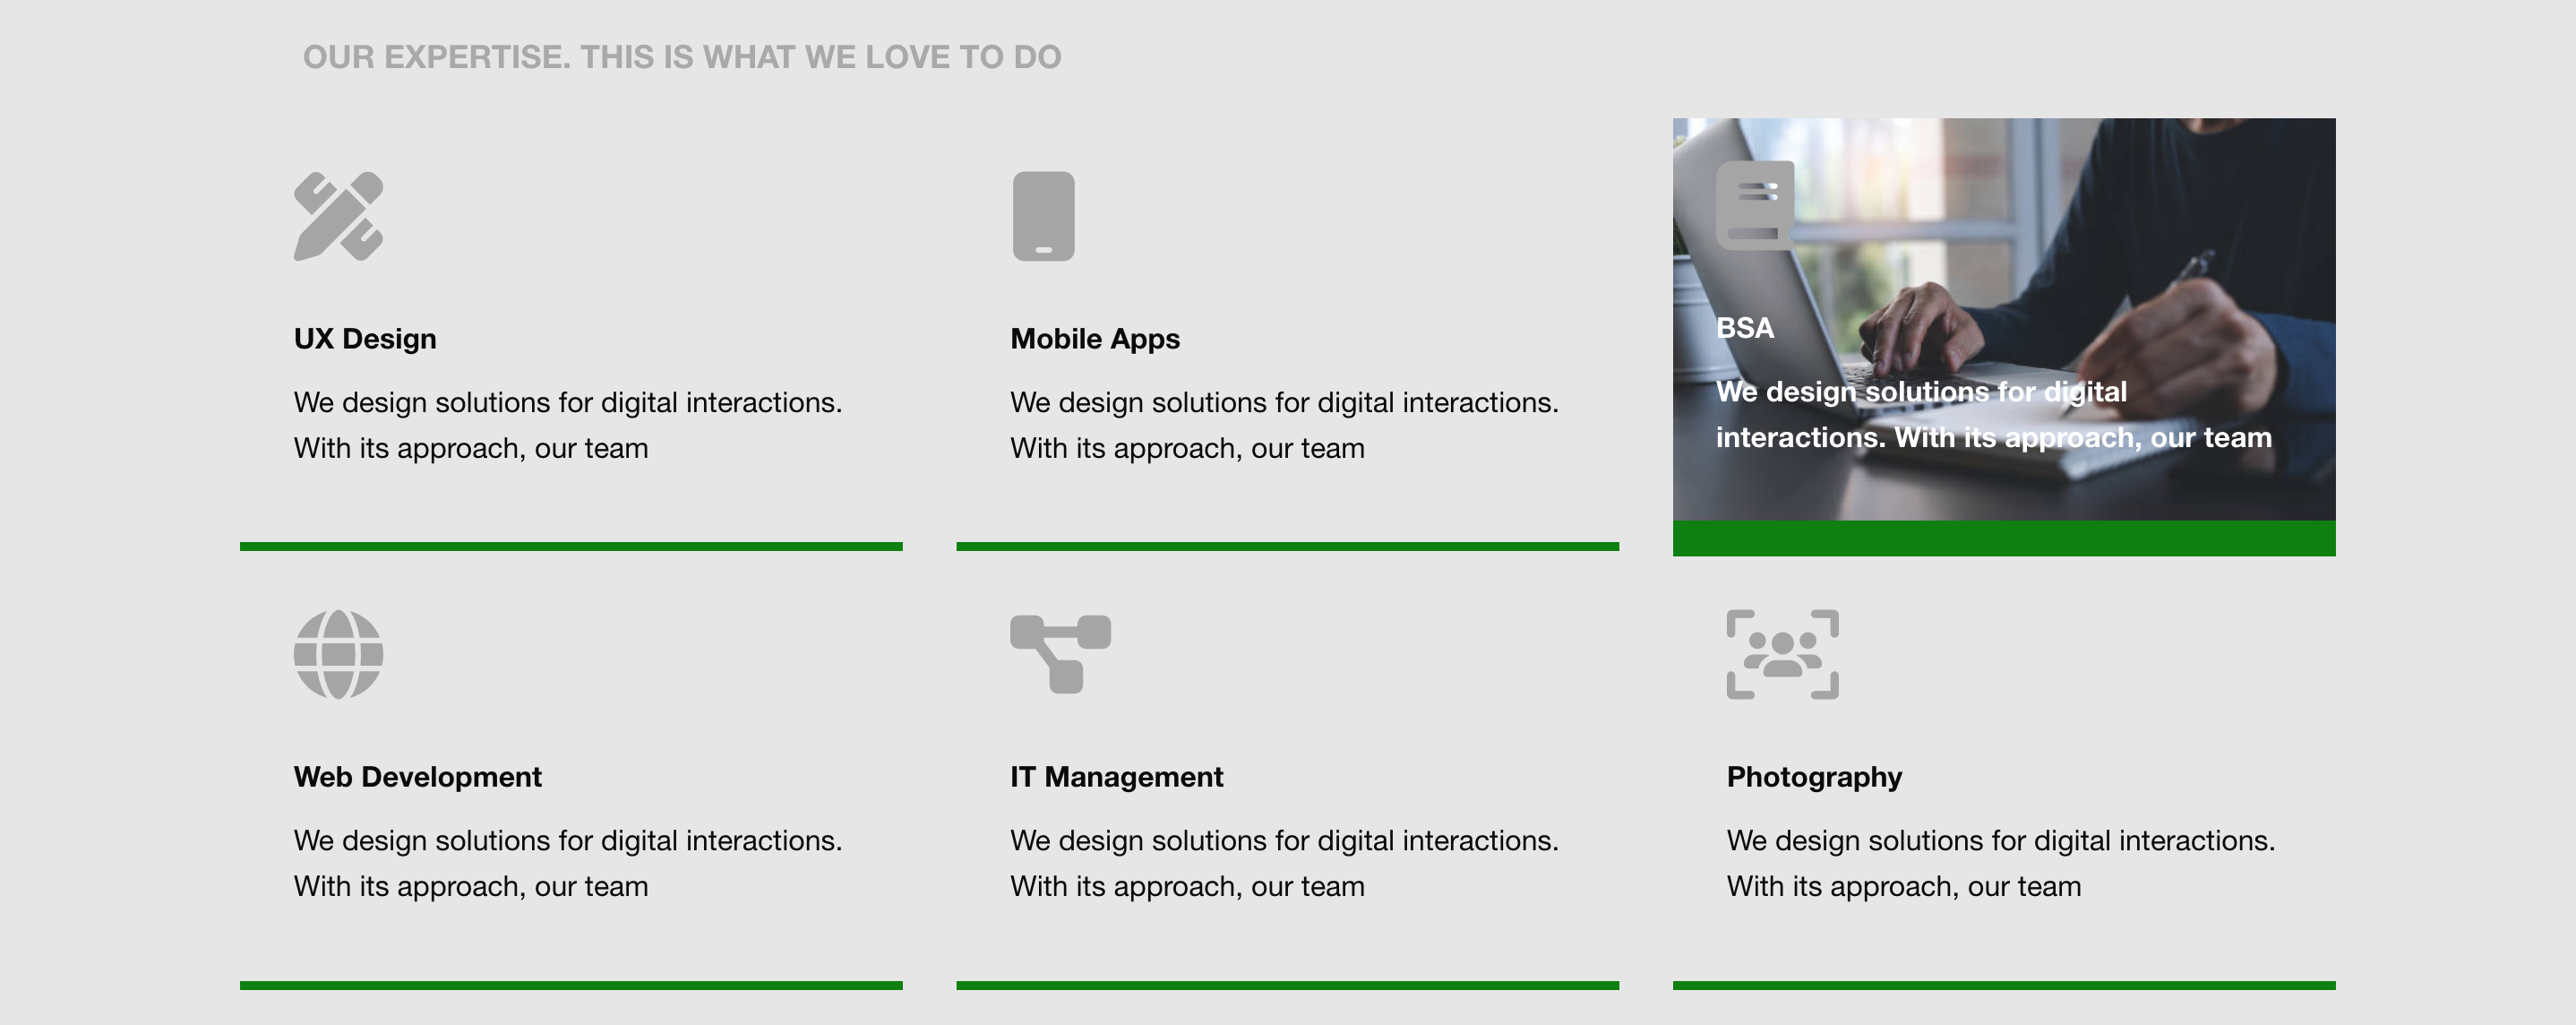 OUR EXPERTISE. THIS IS WHAT WE LOVE TO DO
UX Design
We design solutions for digital interactions.
With its approach, our team
Mobile Apps
We design solutions for digital interactions.
With its approach, our team
BSA
We design solutions for digital
interactions. With its approach, our team
Web Development
We design solutions for digital interactions.
With its approach, our team
IT Management
We design solutions for digital interactions.
With its approach, our team
Photography
We design solutions for digital interactions.
With its approach, our team